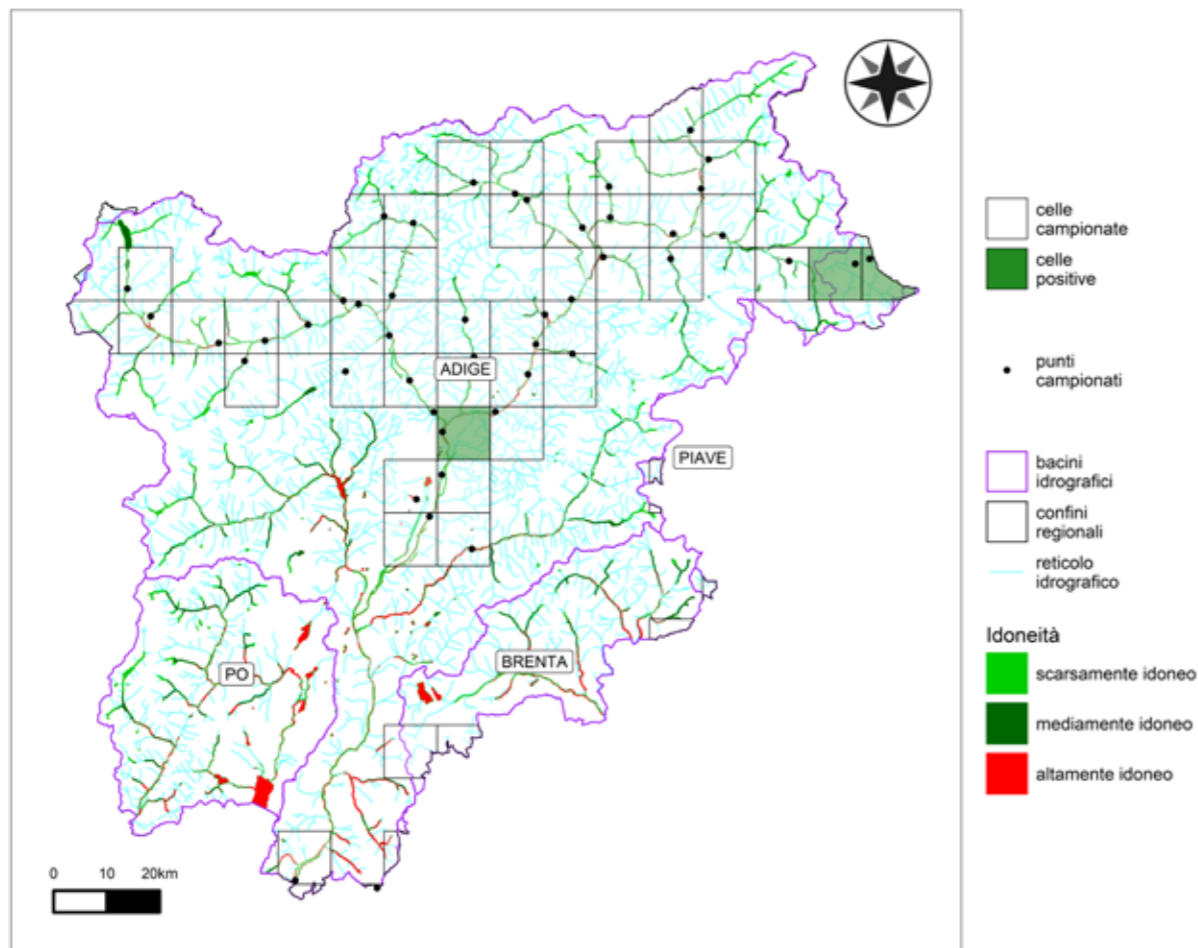 celle
campionate
celle
positive
punti
campionati
ADIGE
PIAVE
bacini
idrografici
confini
regionali
reticolo
idrografico
Idoneità
PO
BRENTA
scarsamente idoneo
mediamente idoneo
altamente idoneo
0 10 20km